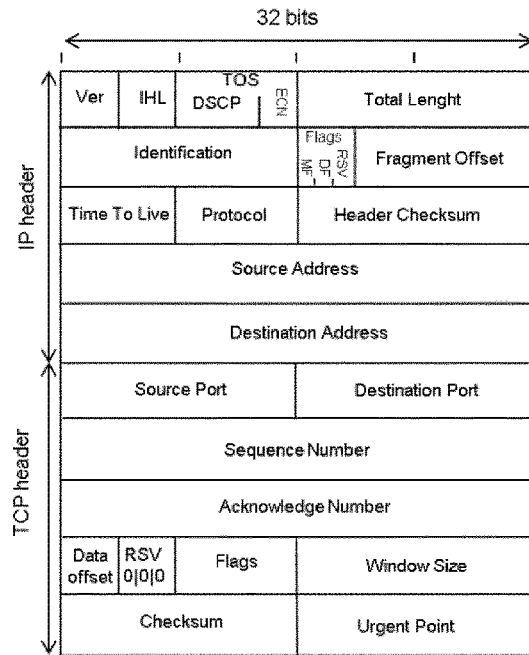 32 bits
IP header
Ver IHL TOS DSCP ECN Total Lenght
Identification Flags MF DF RSV Fragment Offset
Time To Live Protocol Header Checksum
Source Address
Destination Address
TCP header
Source Port Destination Port
Sequence Number
Acknowledge Number
Data offset RSV 0|0|0 Flags Window Size
Checksum Urgent Point